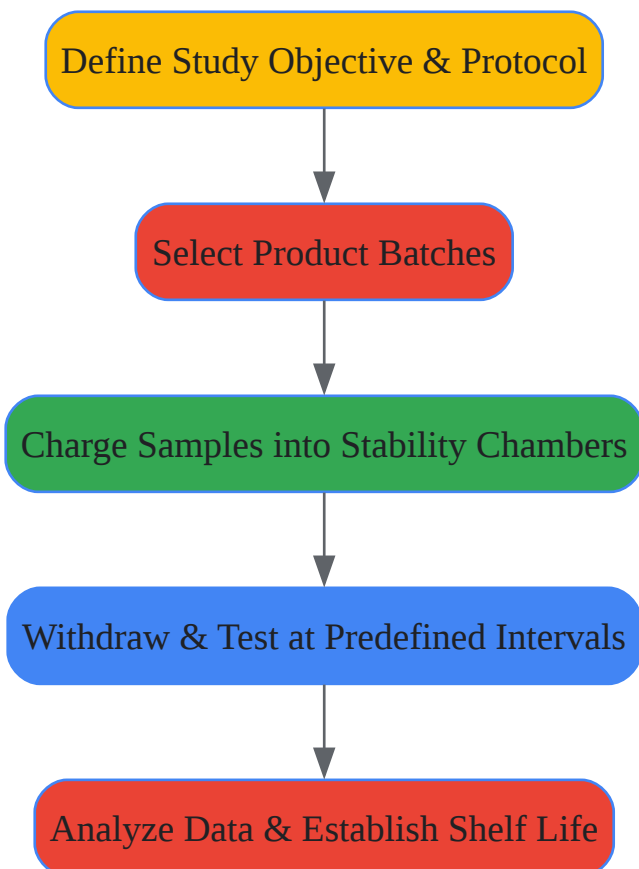 Define Study Objective & Protocol
Select Product Batches
Charge Samples into Stability Chambers
Withdraw & Test at Predefined Intervals
Analyze Data & Establish Shelf Life